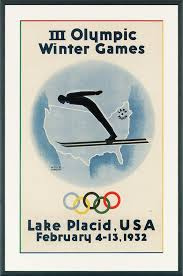 III Olympic
Winter Games
Lake Placid, USA
February 4-13, 1932